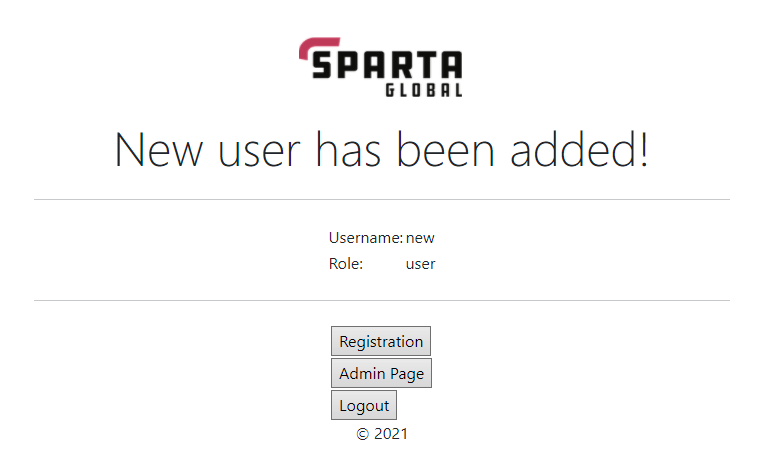 SPARTA
GLOBAL
New user has been added!
Username: new
Role: user
Registration
Admin Page
Logout
© 2021